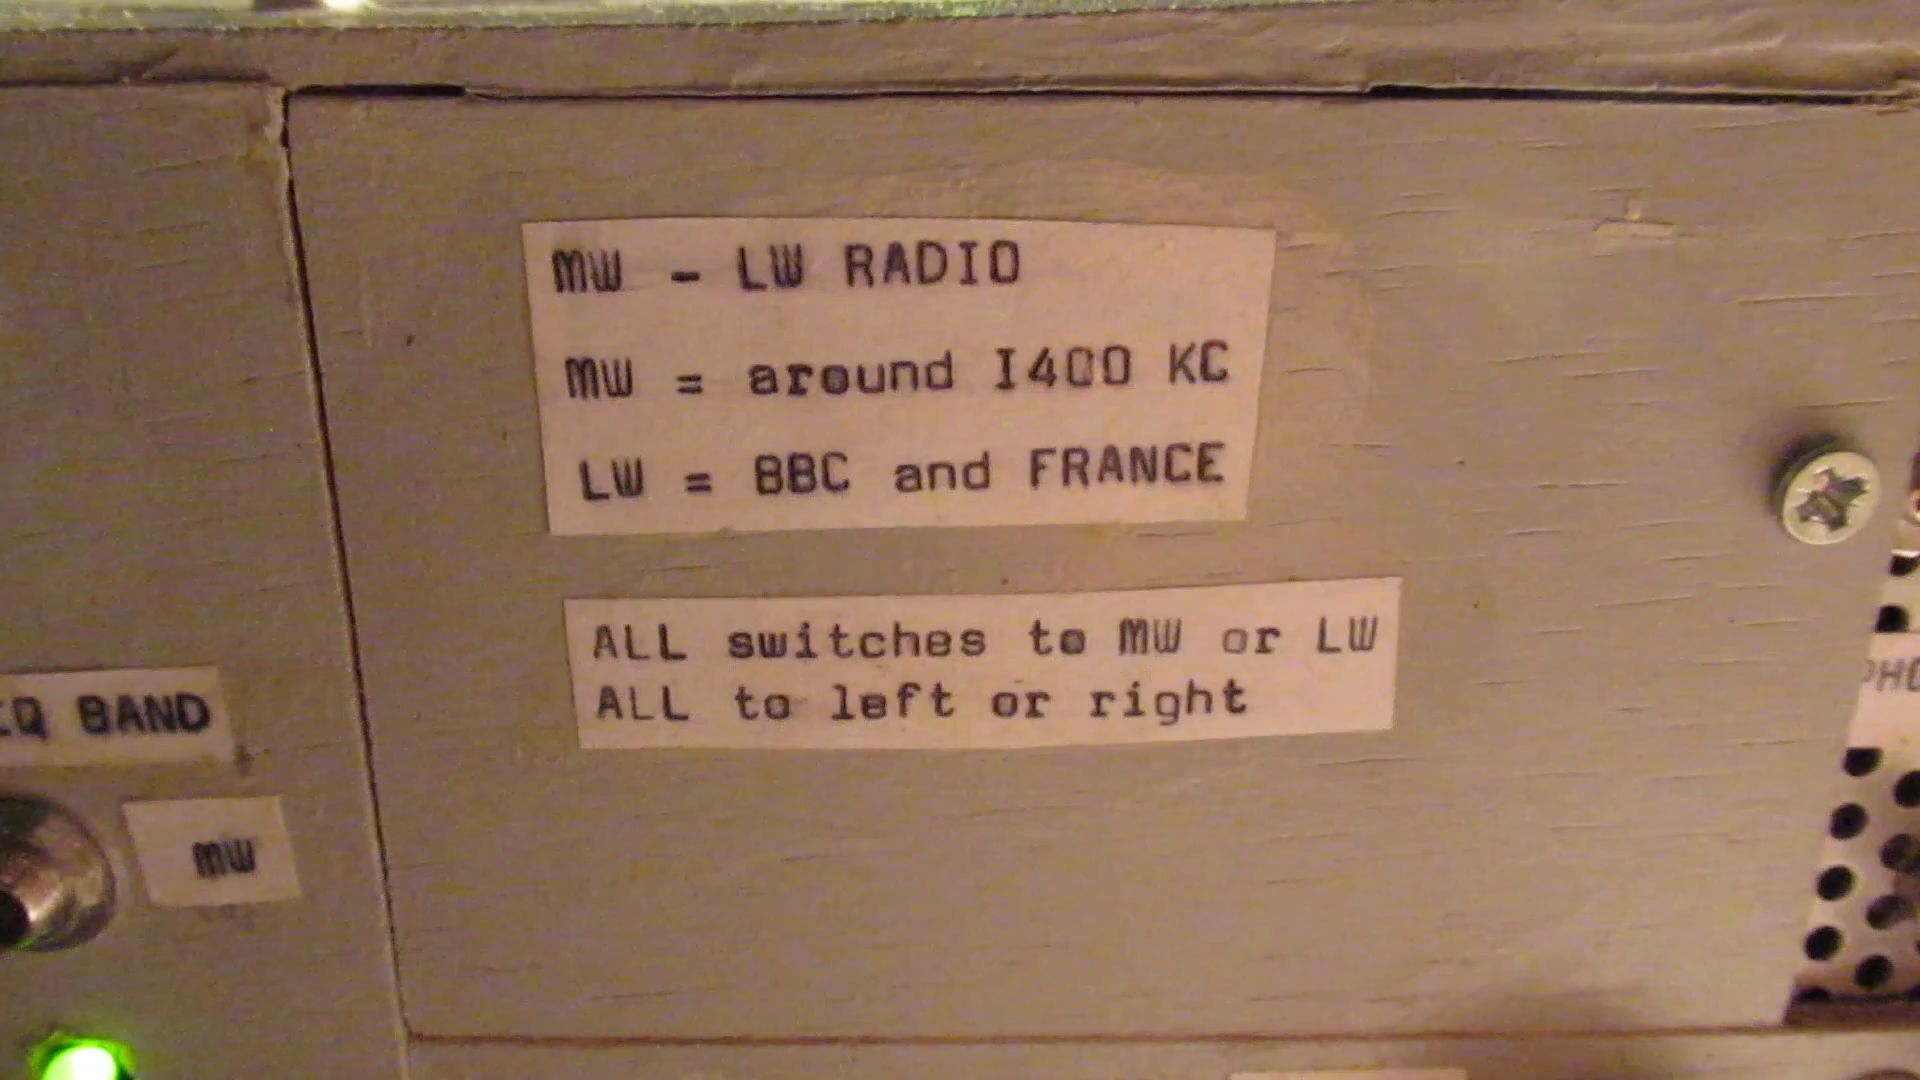 MW - LW RADIO
MW = around I400 KC
LW = BBC and FRANCE
ALL switches to MW or LW
ALL to left or right
BAND
MW